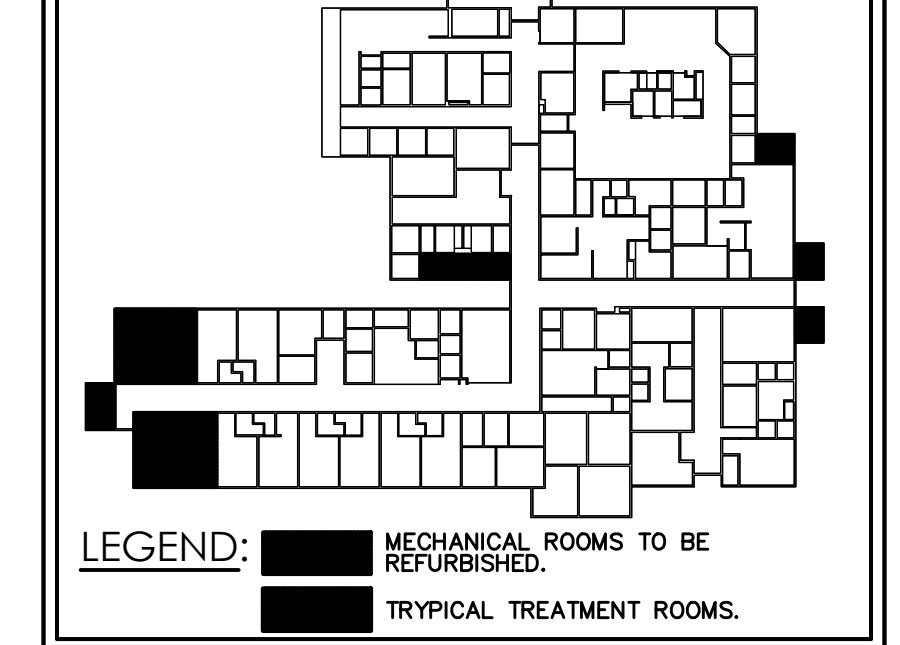 LEGEND:
MECHANICAL ROOMS TO BE
REFURBISHED.
TRYPICAL TREATMENT ROOMS.